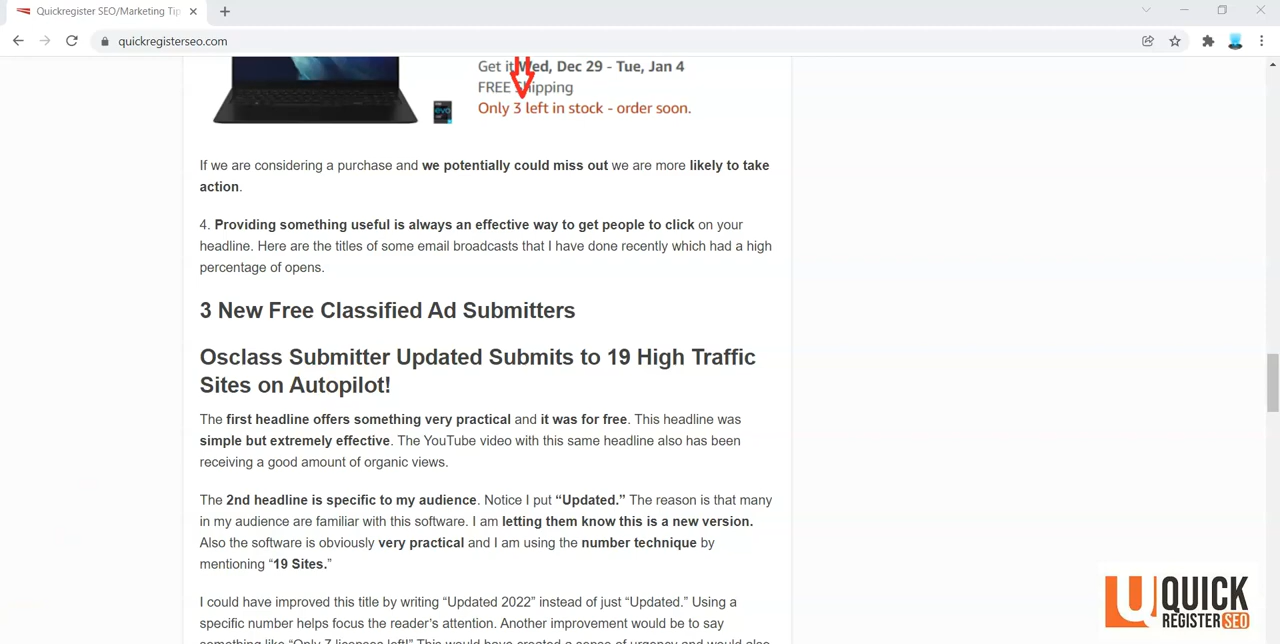 Quickregister SEO/Marketing Tip
quickregisterseo.com
Get it Wed, Dec 29 - Tue, Jan 4
FREE Shipping
Only 3 left in stock - order soon.
evo
If we are considering a purchase and we potentially could miss out we are more likely to take
action.
4. Providing something useful is always an effective way to get people to click on your
headline. Here are the titles of some email broadcasts that I have done recently which had a high
percentage of opens.
3 New Free Classified Ad Submitters
Osclass Submitter Updated Submits to 19 High Traffic
Sites on Autopilot!
The first headline offers something very practical and it was for free. This headline was
simple but extremely effective. The YouTube video with this same headline also has been
receiving a good amount of organic views.
The 2nd headline is specific to my audience. Notice I put “Updated.” The reason is that many
in my audience are familiar with this software. I am letting them know this is a new version.
Also the software is obviously very practical and I am using the number technique by
mentioning “19 Sites.”
I could have improved this title by writing “Updated 2022” instead of just “Updated.” Using a
specific number helps focus the reader’s attention. Another improvement would be to say
something like “Only 7 licenses left!” This would have created a sense of urgency and would also
QUICK
REGISTER SEO